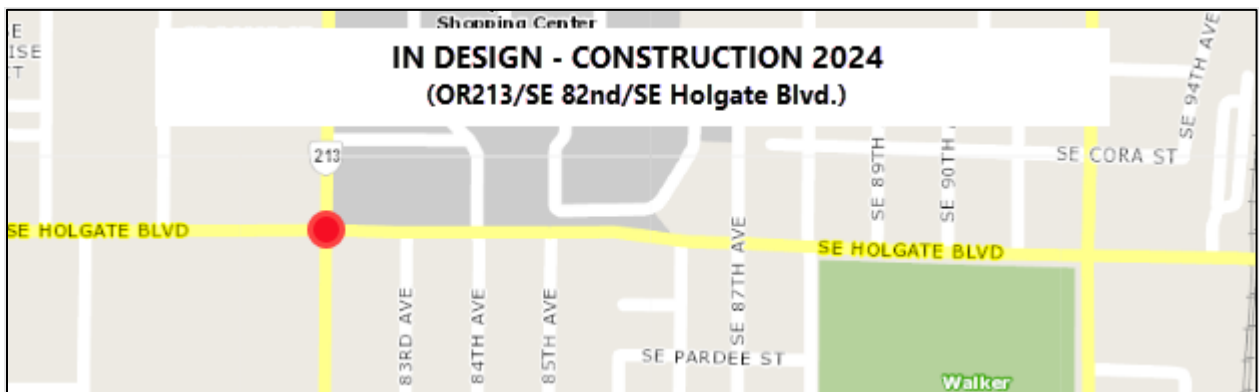 Shopping Center
IN DESIGN - CONSTRUCTION 2024
(OR213/SE 82nd/SE Holgate Blvd.)
SE 94TH AVE
213
SE 89TH
SE 90TH
SE CORA ST
SE HOLGATE BLVD
SE HOLGATE BLVD
SE 87TH AVE
83RD AVE
84TH AVE
85TH AVE
SE PARDEE ST
Walker